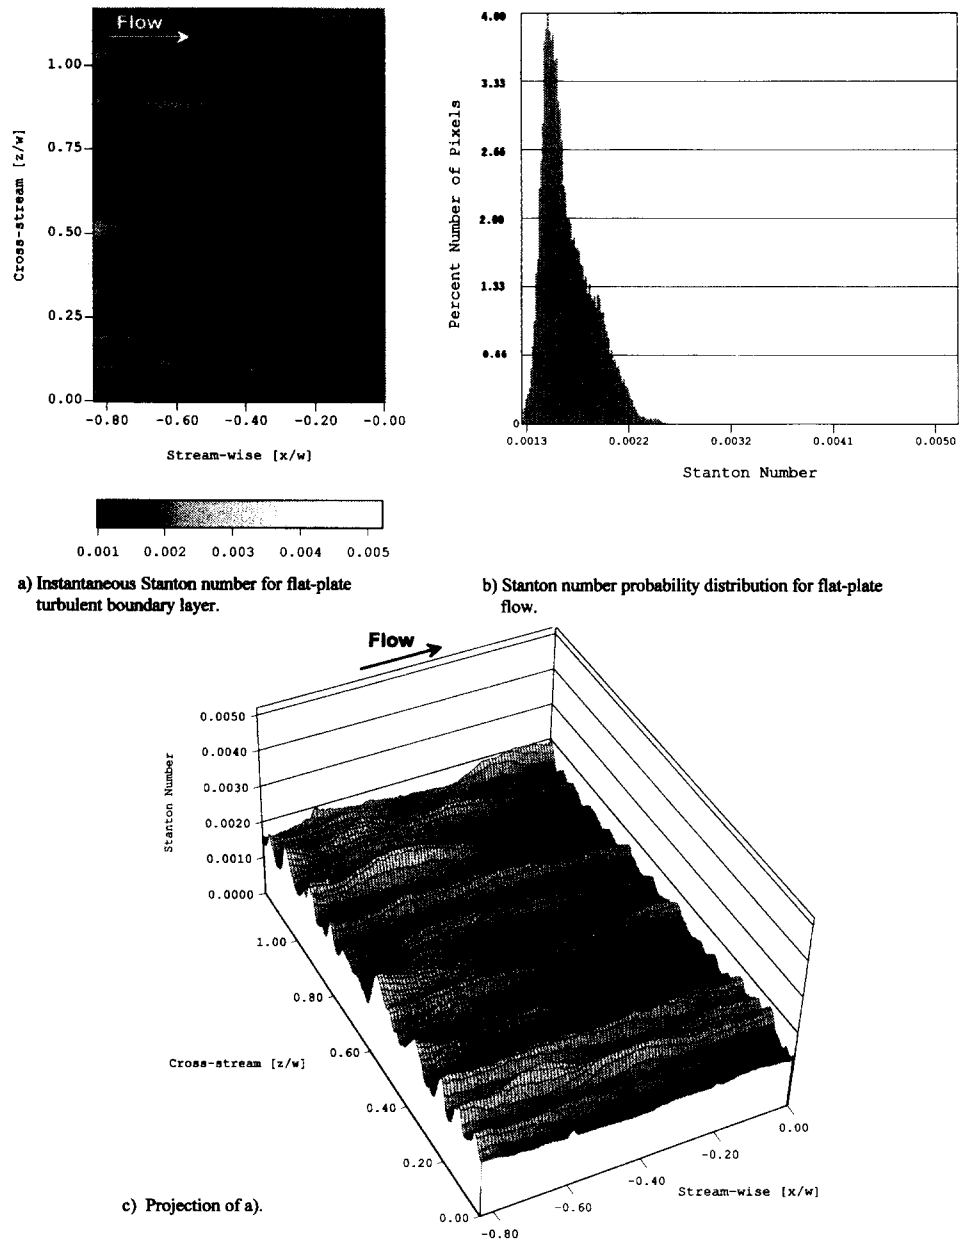 Flow
1.00
0.75
0.50
0.25
0.00
Cross-stream [z/w]
-0.80 -0.60 -0.40 -0.20 -0.00
Stream-wise [x/w]
0.001 0.002 0.003 0.004 0.005
a) Instantaneous Stanton number for flat-plate
turbulent boundary layer.
4.00
3.33
2.66
2.00
1.33
0.66
0
Percent Number of Pixels
0.0013 0.0022 0.0032 0.0041 0.0050
Stanton Number
b) Stanton number probability distribution for flat-plate
flow.
Flow
0.0050
0.0040
0.0030
0.0020
0.0010
0.0000
Stanton Number
1.00
0.80
0.60
0.40
0.20
0.00
Cross-stream [z/w]
0.00
-0.20
-0.40
-0.60
-0.80
Stream-wise [x/w]
c) Projection of a).